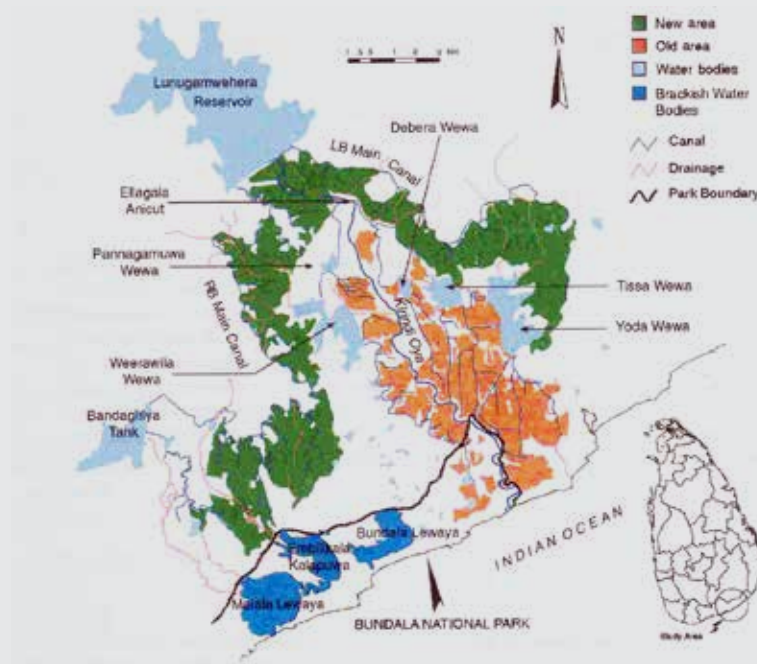 New area
Old area
Water bodies
Brackish Water
Bodies
Canal
Drainage
Park Boundary
N
Lunugamwehera
Reservoir
Debera Wewa
LB Main Canal
Ellagala
Anicut
Pannagamuwa
Wewa
RB Main Canal
Kirindi Oya
Tissa Wewa
Yoda Wewa
Weerawila
Wewa
Bandagiriya
Tank
Bundala Lewaya
Embilikala
Kalapuwa
Malala Lewaya
INDIAN OCEAN
BUNDALA NATIONAL PARK
Study Area